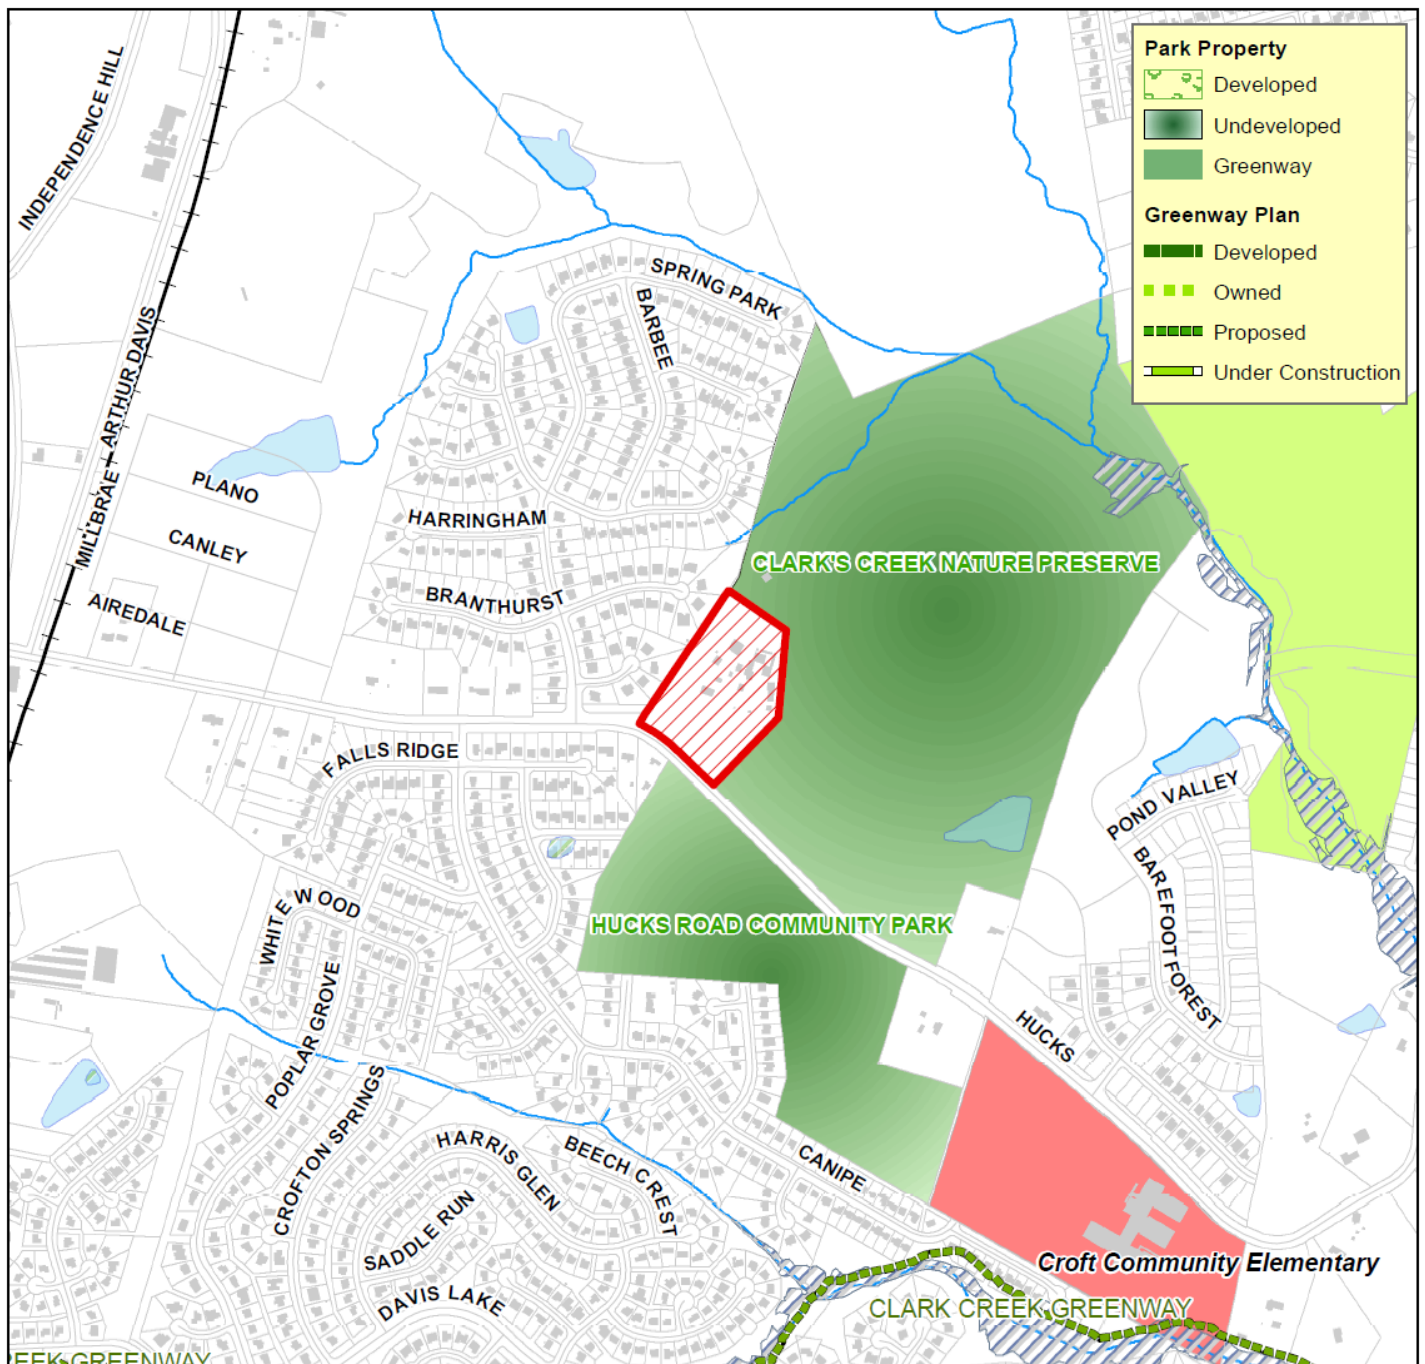 Park Property
Developed
Undeveloped
Greenway
Greenway Plan
Developed
Owned
Proposed
Under Construction
INDEPENDENCE HILL
SPRING PARK
BARBEE
ARTHUR DAVIS
MILLBRAE
PLANO
CANLEY
AIREDALE
HARRINGHAM
BRANTHURST
CLARK'S CREEK NATURE PRESERVE
FALLS RIDGE
POND VALLEY
BAREFOOT FOREST
WHITEWOOD
HUCKS ROAD COMMUNITY PARK
POPLAR GROVE
HUCKS
CROFTON SPRINGS
HARRIS GLEN
BEECH CREST
CANIPE
SADDLE RUN
DAVIS LAKE
Croft Community Elementary
CLARK CREEK GREENWAY
REEK GREENWAY